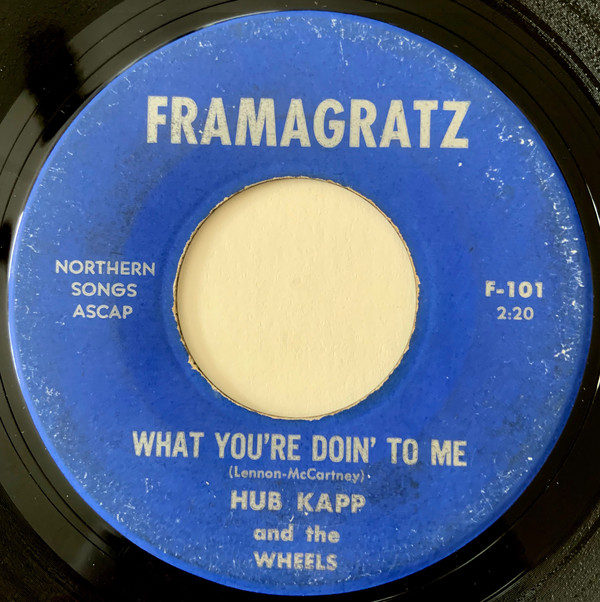 FRAMAGRATZ
NORTHERN
SONGS
ASCAP
F-101
2:20
WHAT YOU'RE DOIN' TO ME
(Lennon-McCartney)
HUB KAPP
and the
WHEELS